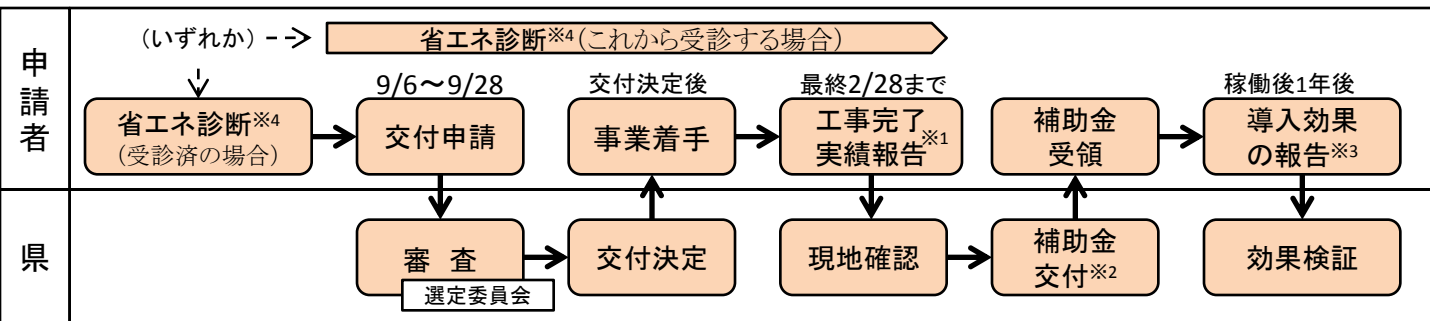 申請者
(いずれか)
省エネ診断※4(これから受診する場合)
9/6～9/28
交付決定後
最終2/28まで
稼働後1年後
省エネ診断※4
(受診済の場合)
交付申請
事業着手
工事完了
実績報告※1
補助金
受領
導入効果
の報告※3
県
審 査
選定委員会
交付決定
現地確認
補助金
交付※2
効果検証